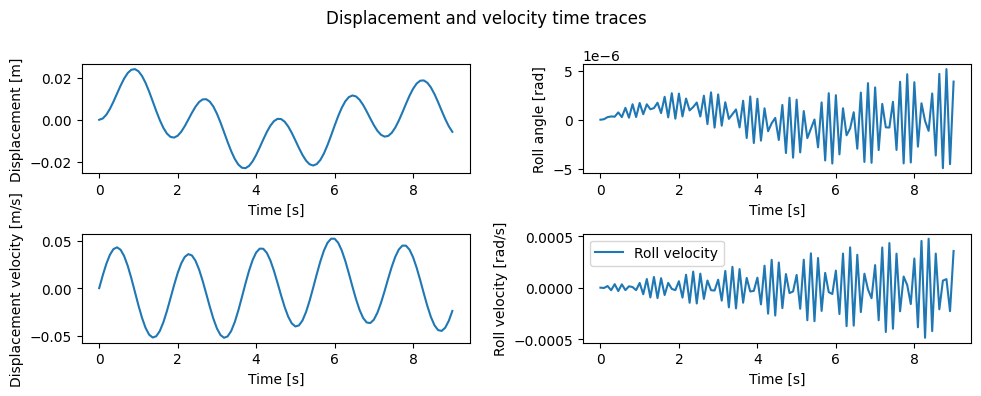 Displacement and velocity time traces
Displacement [m]
0.02
0.00
−0.02
0 2 4 6 8
Time [s]
1e−6
Roll angle [rad]
5
0
−5
0 2 4 6 8
Time [s]
Displacement velocity [m/s]
0.05
0.00
−0.05
0 2 4 6 8
Time [s]
Roll velocity [rad/s]
0.0005
0.0000
−0.0005
Roll velocity
0 2 4 6 8
Time [s]